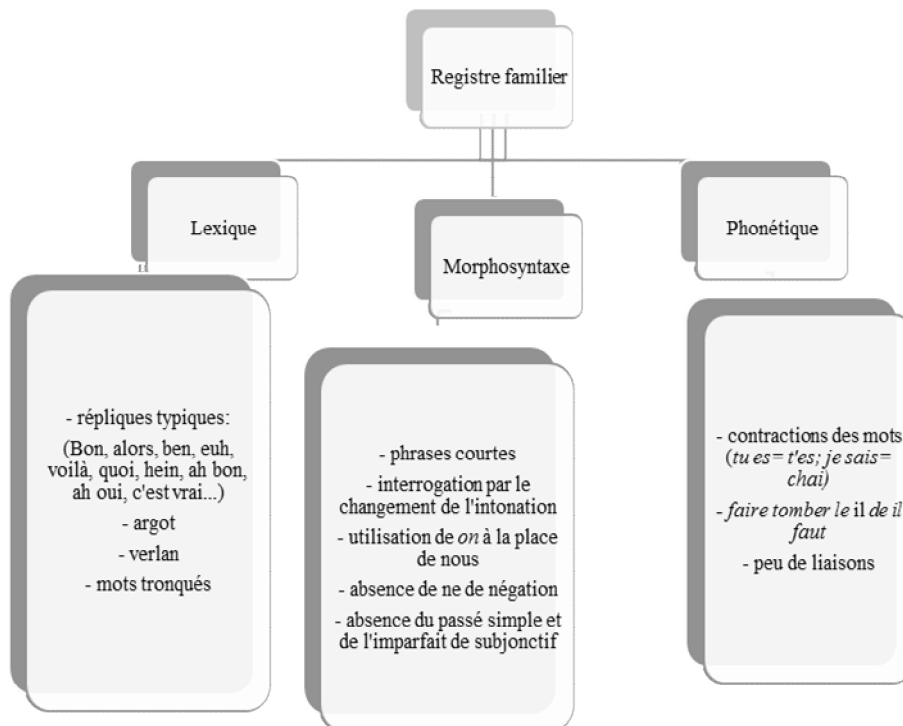 Registre familier
Lexique
Morphosyntaxe
Phonétique
- répliques typiques:
(Bon, alors, ben, euh,
voilà, quoi, hein, ah bon,
ah oui, c'est vrai...)
- argot
- verlan
- mots tronqués
- phrases courtes
- interrogation par le
changement de l'intonation
- utilisation de on à la place
de nous
- absence de ne de négation
- absence du passé simple et
de l'imparfait de subjonctif
- contractions des mots
(tu es= t'es; je sais=
chai)
- faire tomber le il de il
faut
- peu de liaisons